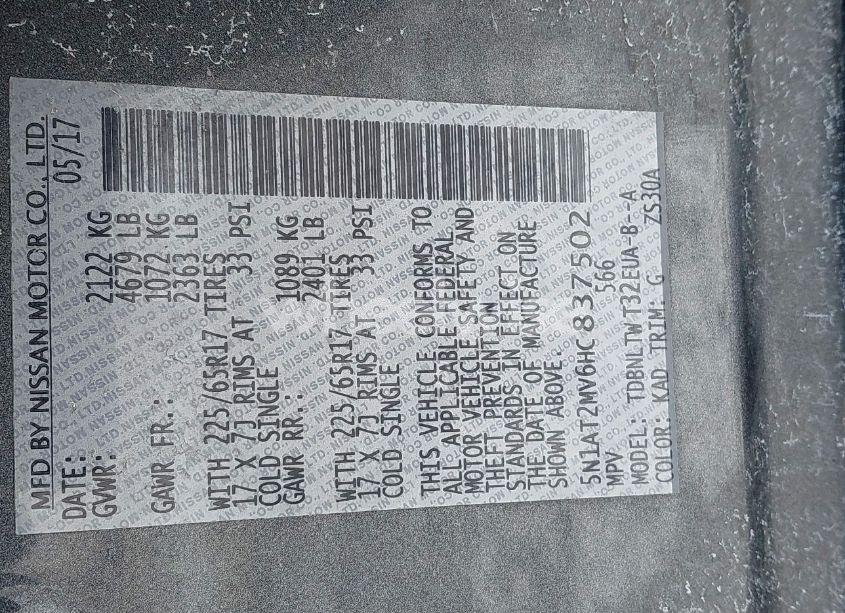 MFD BY NISSAN MOTOR CO., LTD.
DATE: 05/17
GVWR: 2122 KG
4679 LB
GAWR FR.: 1072 KG
2363 LB
WITH 225/65R17 TIRES
17 X 7J RIMS AT 33 PSI
COLD SINGLE
GAWR RR.: 1089 KG
2401 LB
WITH 225/65R17 TIRES
17 X 7J RIMS AT 33 PSI
COLD SINGLE
THIS VEHICLE CONFORMS TO
ALL APPLICABLE FEDERAL
MOTOR VEHICLE SAFETY AND
THEFT PREVENTION
STANDARDS IN EFFECT ON
THE DATE OF MANUFACTURE
SHOWN ABOVE.
5N1AT2MV6HC837502
MPV 566
MODEL: TDBNLTWT32EUA-B--A
COLOR: KAD TRIM: G ZS30A